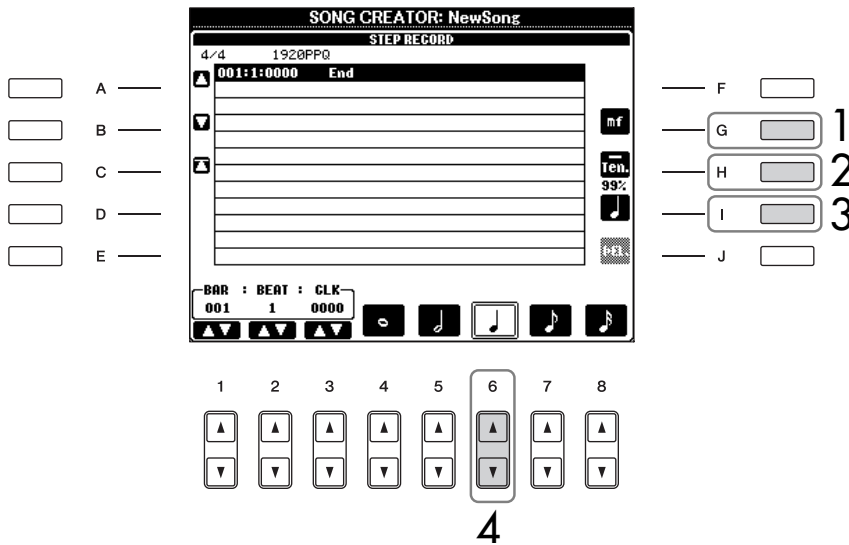 SONG CREATOR: NewSong
STEP RECORD
4/4 1920PPQ
001:1:0000 End
A
B
C
D
E
mf
Ten.
99%
DEL.
F
G
H
I
J
1
2
3
BAR : BEAT : CLK
001 1 0000
1 2 3 4 5 6 7 8
4